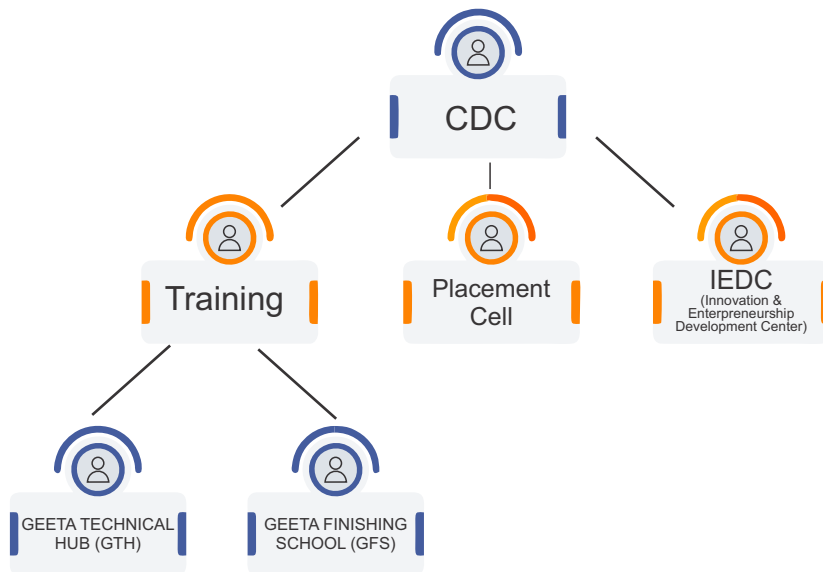 CDC
Training
Placement
Cell
IEDC
(Innovation &
Enterpreneurship
Development Center)
GEETA TECHNICAL
HUB (GTH)
GEETA FINISHING
SCHOOL (GFS)